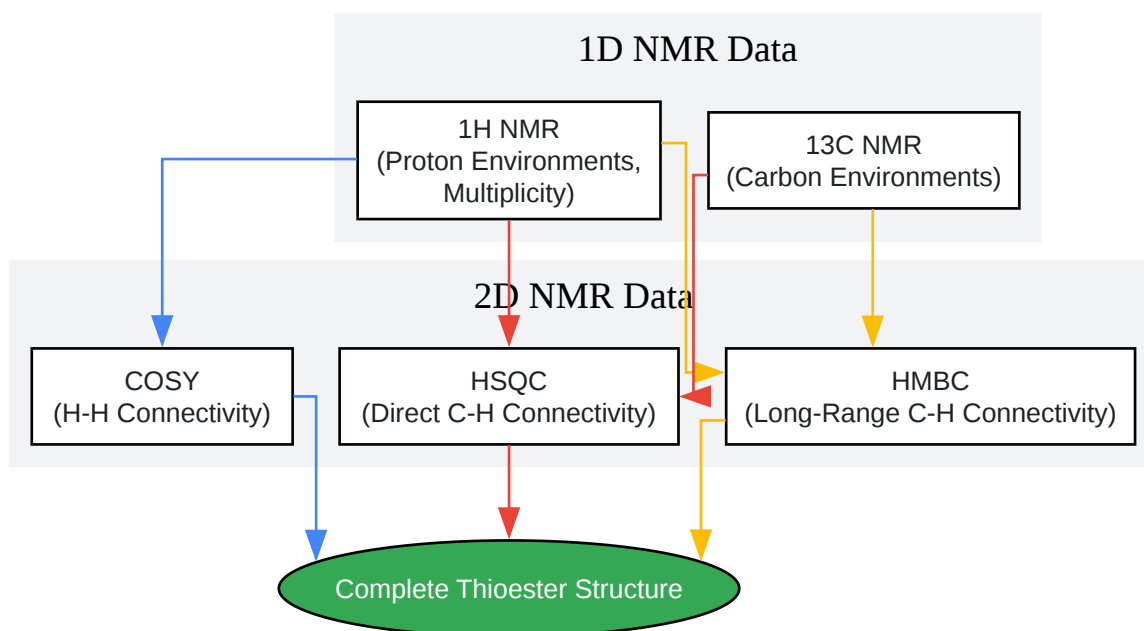 1D NMR Data
1H NMR
(Proton Environments,
Multiplicity)
13C NMR
(Carbon Environments)
2D NMR Data
COSY
(H-H Connectivity)
HSQC
(Direct C-H Connectivity)
HMBC
(Long-Range C-H Connectivity)
Complete Thioester Structure